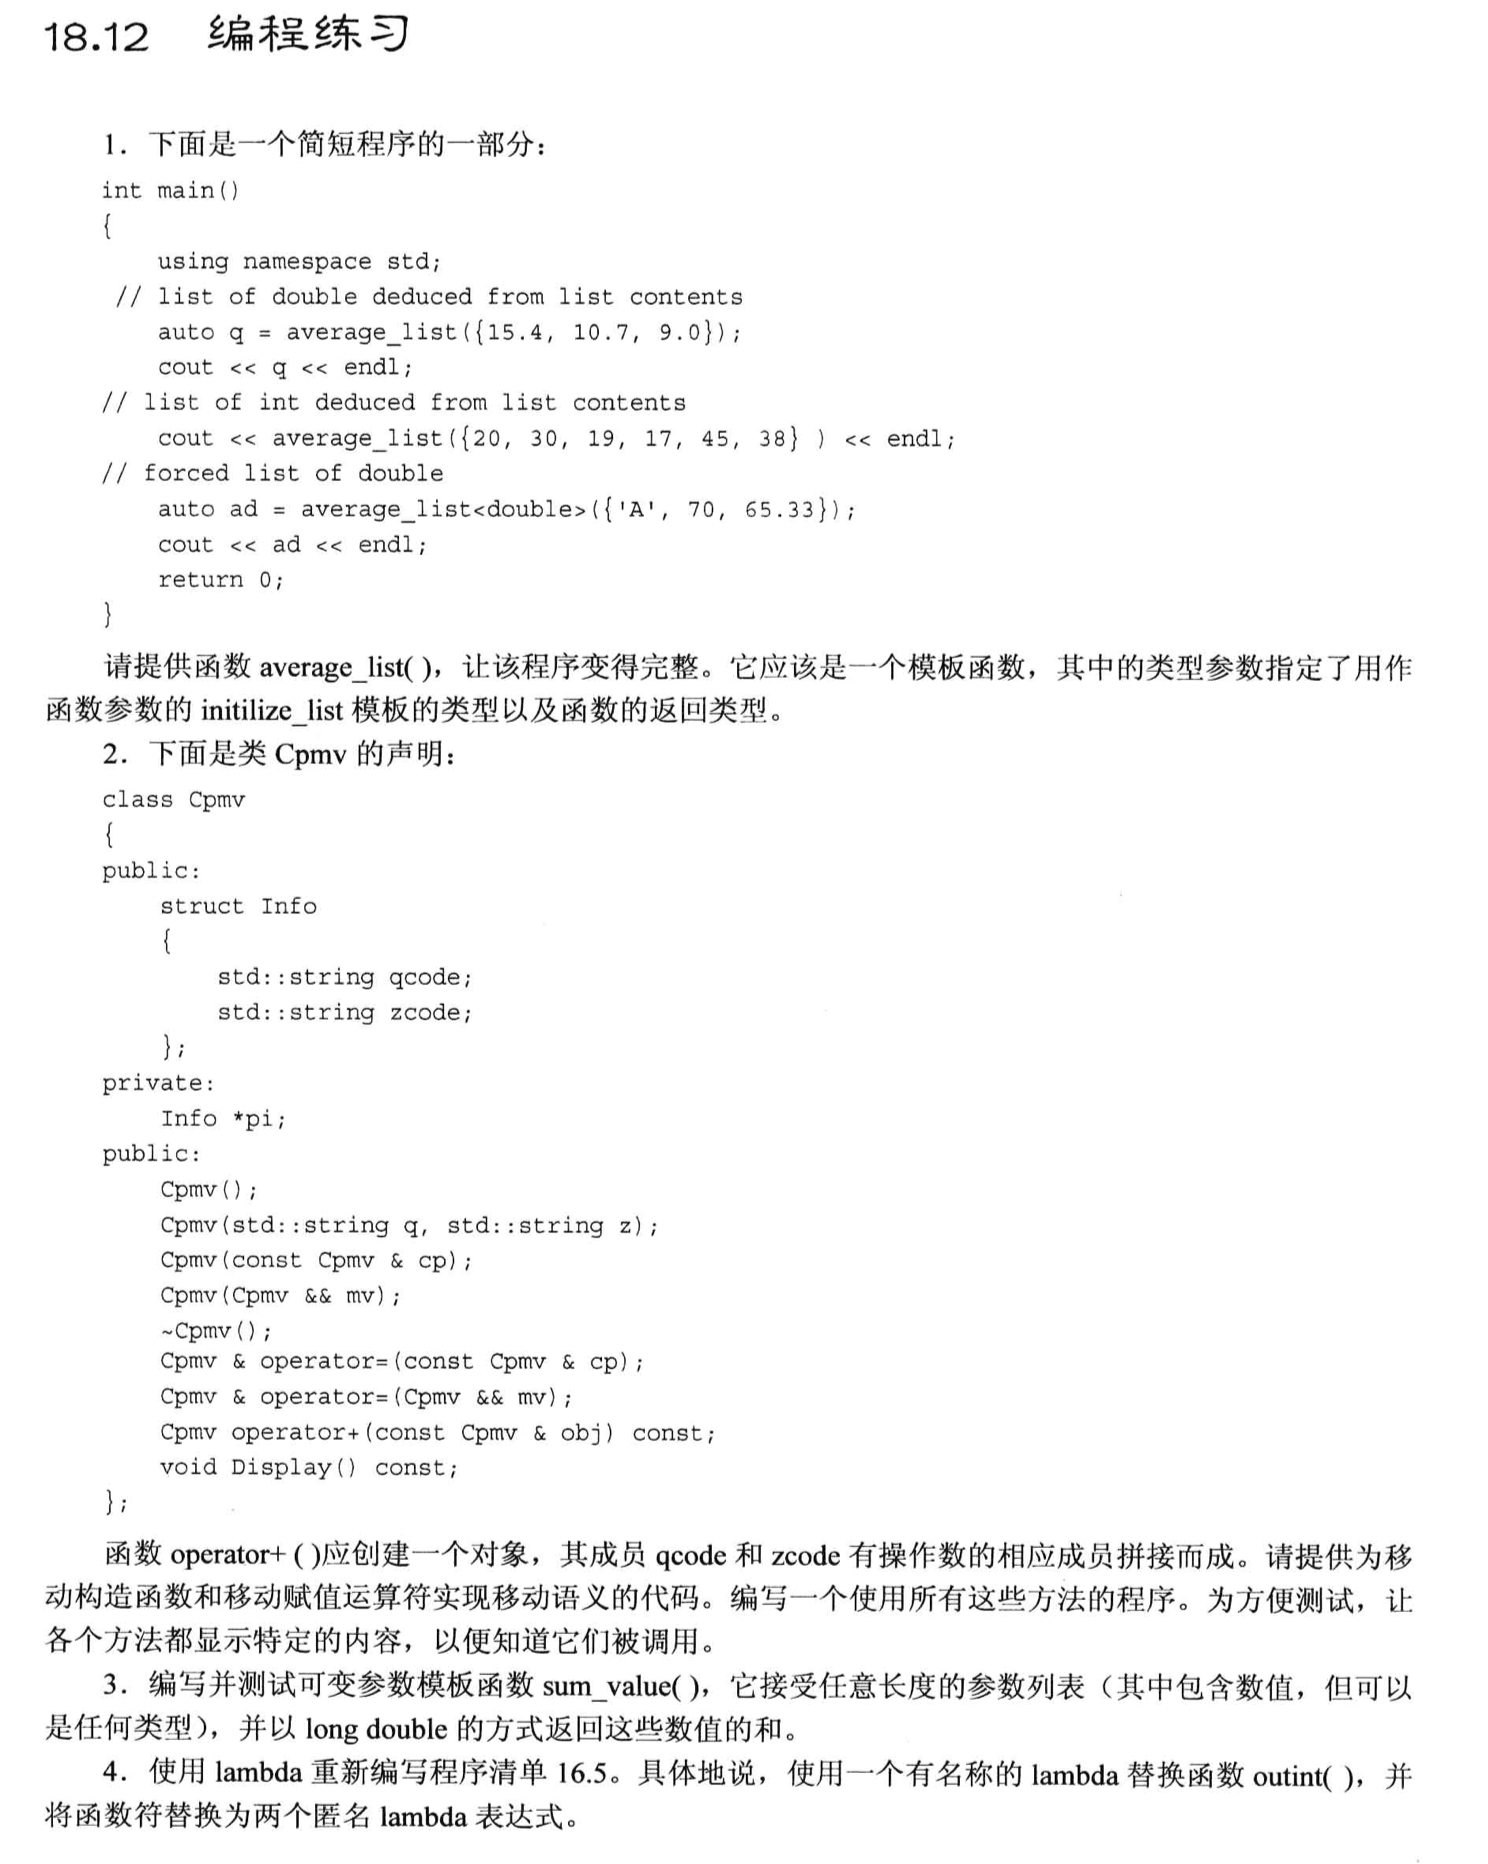 18.12 编程练习
1．下面是一个简短程序的一部分：
int main()
{
    using namespace std;
 // list of double deduced from list contents
    auto q = average_list({15.4, 10.7, 9.0});
    cout << q << endl;
// list of int deduced from list contents
    cout << average_list({20, 30, 19, 17, 45, 38} ) << endl;
// forced list of double
    auto ad = average_list<double>({'A', 70, 65.33});
    cout << ad << endl;
    return 0;
}
请提供函数 average_list( )，让该程序变得完整。它应该是一个模板函数，其中的类型参数指定了用作
函数参数的 initilize_list 模板的类型以及函数的返回类型。
2．下面是类 Cpmv 的声明：
class Cpmv
{
public:
    struct Info
    {
        std::string qcode;
        std::string zcode;
    };
private:
    Info *pi;
public:
    Cpmv();
    Cpmv(std::string q, std::string z);
    Cpmv(const Cpmv & cp);
    Cpmv(Cpmv && mv);
    ~Cpmv();
    Cpmv & operator=(const Cpmv & cp);
    Cpmv & operator=(Cpmv && mv);
    Cpmv operator+(const Cpmv & obj) const;
    void Display() const;
};
函数 operator+ ( )应创建一个对象，其成员 qcode 和 zcode 有操作数的相应成员拼接而成。请提供为移
动构造函数和移动赋值运算符实现移动语义的代码。编写一个使用所有这些方法的程序。为方便测试，让
各个方法都显示特定的内容，以便知道它们被调用。
3．编写并测试可变参数模板函数 sum_value( )，它接受任意长度的参数列表（其中包含数值，但可以
是任何类型），并以 long double 的方式返回这些数值的和。
4．使用 lambda 重新编写程序清单 16.5。具体地说，使用一个有名称的 lambda 替换函数 outint( )，并
将函数符替换为两个匿名 lambda 表达式。